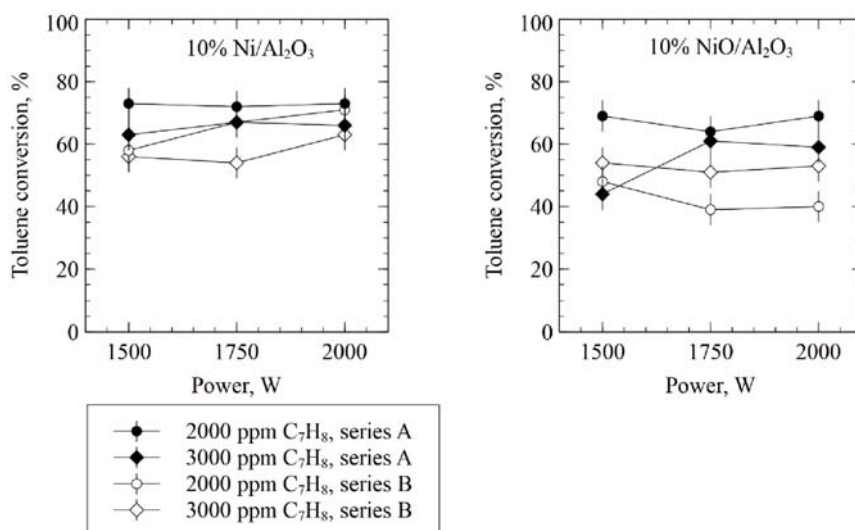 10% Ni/Al₂O₃
Toluene conversion, %
100
80
60
40
20
0
1500 1750 2000
Power, W
10% NiO/Al₂O₃
Toluene conversion, %
100
80
60
40
20
0
1500 1750 2000
Power, W
2000 ppm C₇H₈, series A
3000 ppm C₇H₈, series A
2000 ppm C₇H₈, series B
3000 ppm C₇H₈, series B